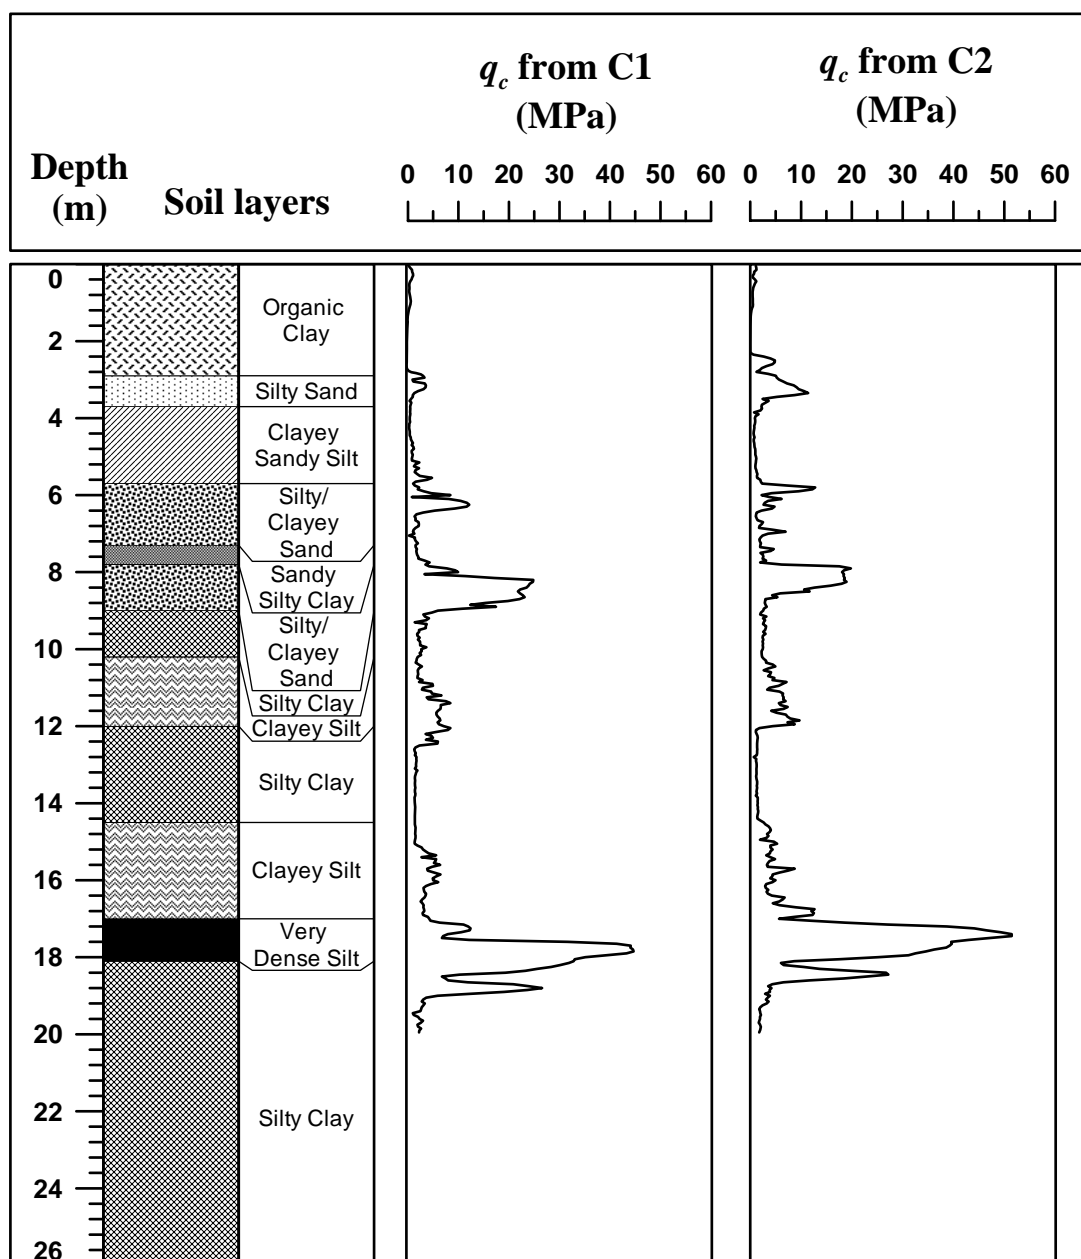 q_c from C1
(MPa)
q_c from C2
(MPa)
Depth
(m)
Soil layers
0 10 20 30 40 50 60
0 10 20 30 40 50 60
0
2
4
6
8
10
12
14
16
18
20
22
24
26
Organic
Clay
Silty Sand
Clayey
Sandy Silt
Silty/
Clayey
Sand
Sandy
Silty Clay
Silty/
Clayey
Sand
Silty Clay
Clayey Silt
Silty Clay
Clayey Silt
Very
Dense Silt
Silty Clay